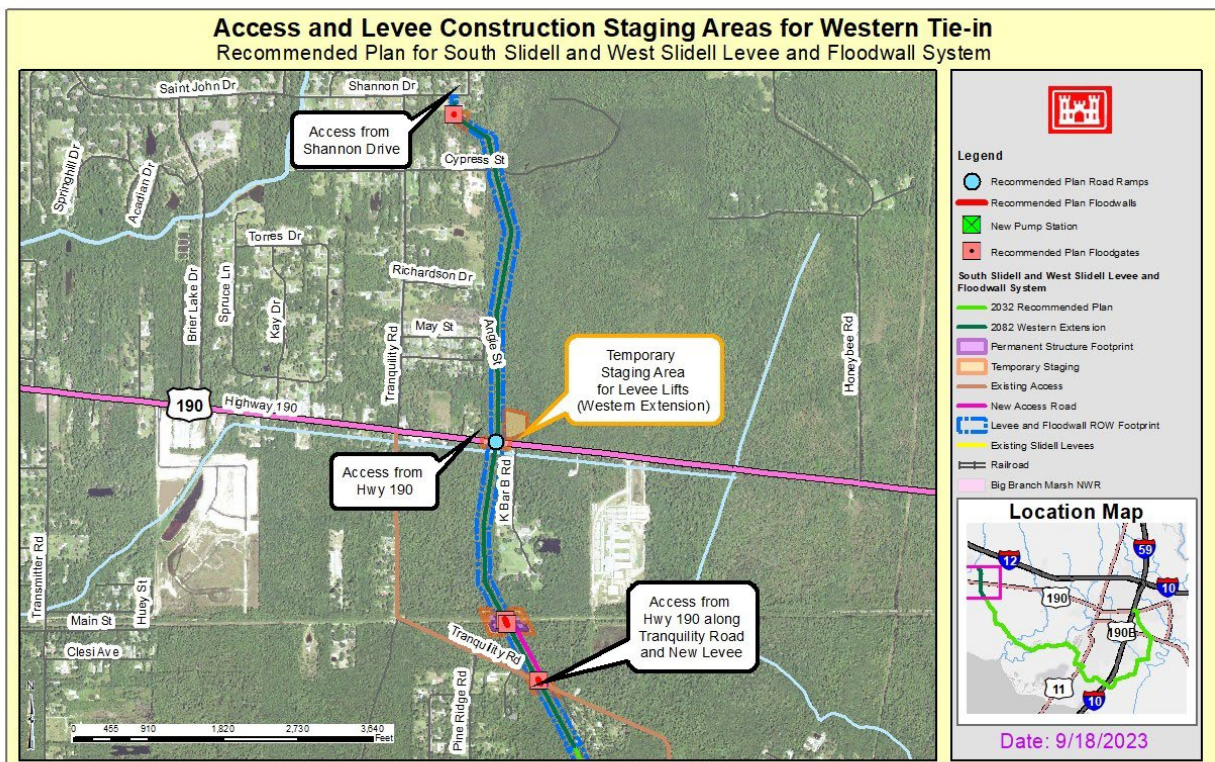 Access and Levee Construction Staging Areas for Western Tie-in
Recommended Plan for South Slidell and West Slidell Levee and Floodwall System
Saint John Dr
Shannon Dr
Access from
Shannon Drive
Cypress St
Springhill Dr
Acadian Dr
Torres Dr
Richardson Dr
Brier Lake Dr
Spruce Ln
Kay Dr
May St
Tranquility Rd
Angie St
Honeybee Rd
Temporary
Staging Area
for Levee Lifts
(Western Extension)
190
Highway 190
Access from
Hwy 190
K Bar B Rd
Transmitter Rd
Huey St
Main St
Clesi Ave
Tranquility Rd
Pine Ridge Rd
Access from
Hwy 190 along
Tranquility Road
and New Levee
N
0 455 910 1,820 2,730 3,640
Feet
Legend
Recommended Plan Road Ramps
Recommended Plan Floodwalls
New Pump Station
Recommended Plan Floodgates
South Slidell and West Slidell Levee and
Floodwall System
2032 Recommended Plan
2082 Western Extension
Permanent Structure Footprint
Temporary Staging
Existing Access
New Access Road
Levee and Floodwall ROW Footprint
Existing Slidell Levees
Railroad
Big Branch Marsh NWR
Location Map
12
59
10
190
190B
11
10
Date: 9/18/2023